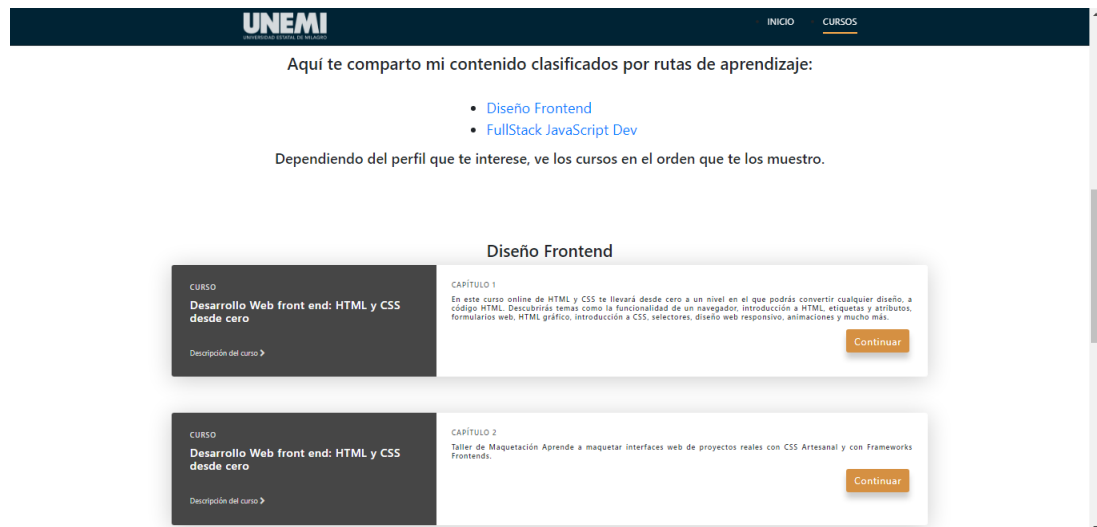 UNEMI
UNIVERSIDAD ESTATAL DE MILAGRO
INICIO
CURSOS
Aquí te comparto mi contenido clasificados por rutas de aprendizaje:
Diseño Frontend
FullStack JavaScript Dev
Dependiendo del perfil que te interese, ve los cursos en el orden que te los muestro.
Diseño Frontend
CURSO
Desarrollo Web front end: HTML y CSS
desde cero
Descripción del curso
CAPÍTULO 1
En este curso online de HTML y CSS te llevará desde cero a un nivel en el que podrás convertir cualquier diseño, a
código HTML. Descubrirás temas como la funcionalidad de un navegador, introducción a HTML, etiquetas y atributos,
formularios web, HTML gráfico, introducción a CSS, selectores, diseño web responsivo, animaciones y mucho más.
Continuar
CURSO
Desarrollo Web front end: HTML y CSS
desde cero
Descripción del curso
CAPÍTULO 2
Taller de Maquetación Aprende a maquetar interfaces web de proyectos reales con CSS Artesanal y con Frameworks
Frontends.
Continuar